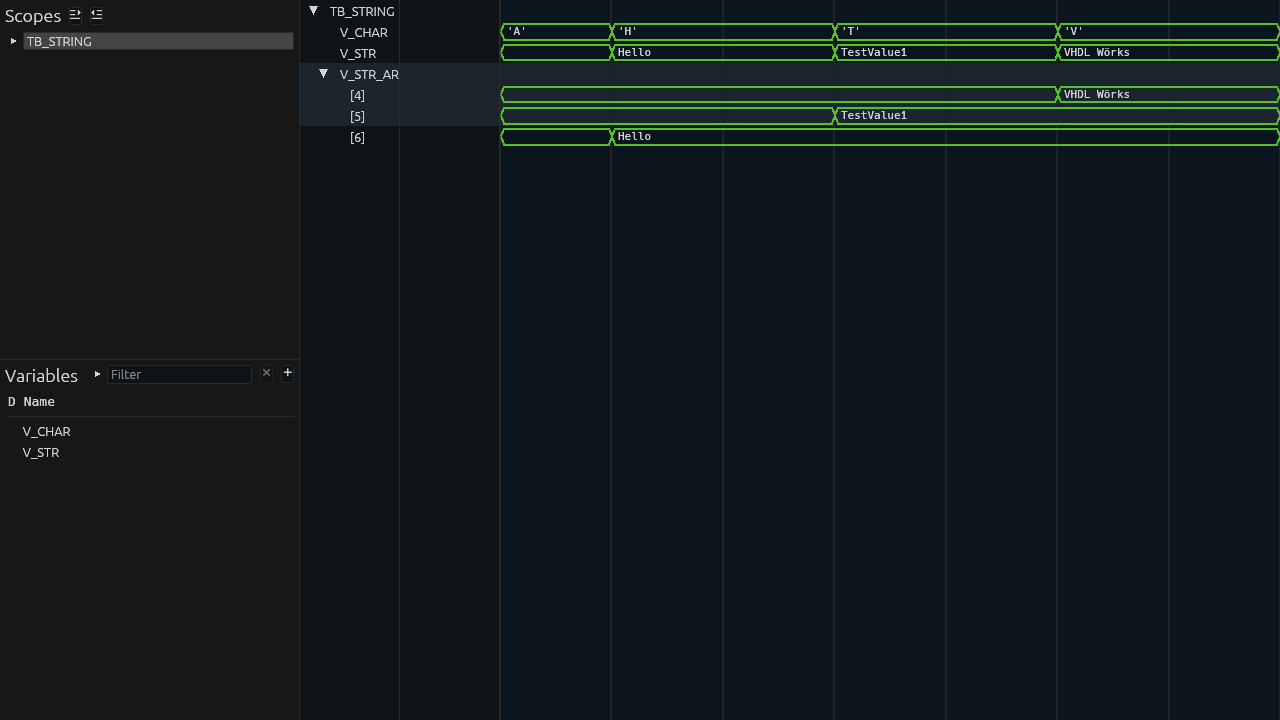 Scopes
TB_STRING
Variables
Filter
D Name
V_CHAR
V_STR
TB_STRING
V_CHAR 'A' 'H' 'T' 'V'
V_STR Hello TestValue1 VHDL Wörks
V_STR_AR
[4] VHDL Wörks
[5] TestValue1
[6] Hello